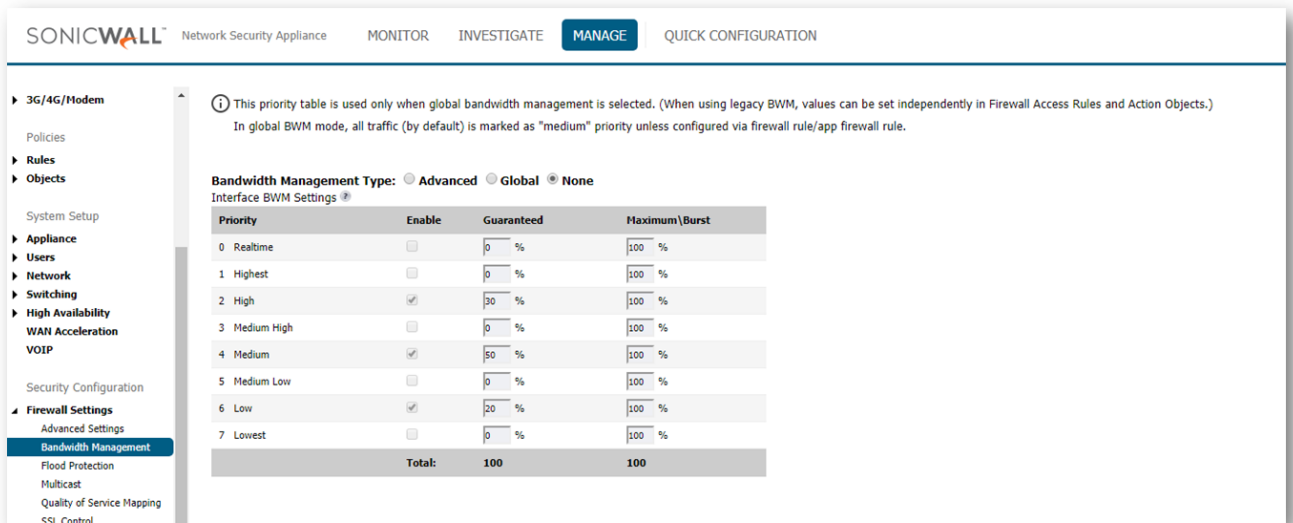 SONICWALL Network Security Appliance MONITOR INVESTIGATE MANAGE QUICK CONFIGURATION
3G/4G/Modem
Policies
Rules
Objects
System Setup
Appliance
Users
Network
Switching
High Availability
WAN Acceleration
VOIP
Security Configuration
Firewall Settings
Advanced Settings
Bandwidth Management
Flood Protection
Multicast
Quality of Service Mapping
SSL Control
This priority table is used only when global bandwidth management is selected. (When using legacy BWM, values can be set independently in Firewall Access Rules and Action Objects.)
In global BWM mode, all traffic (by default) is marked as "medium" priority unless configured via firewall rule/app firewall rule.
Bandwidth Management Type: Advanced Global None
Interface BWM Settings ?
Priority Enable Guaranteed Maximum\Burst
0 Realtime 0 % 100 %
1 Highest 0 % 100 %
2 High 30 % 100 %
3 Medium High 0 % 100 %
4 Medium 50 % 100 %
5 Medium Low 0 % 100 %
6 Low 20 % 100 %
7 Lowest 0 % 100 %
Total: 100 100